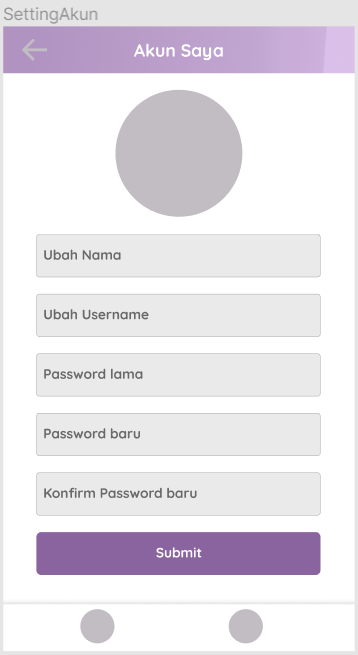 SettingAkun
Akun Saya
Ubah Nama
Ubah Username
Password lama
Password baru
Konfirm Password baru
Submit